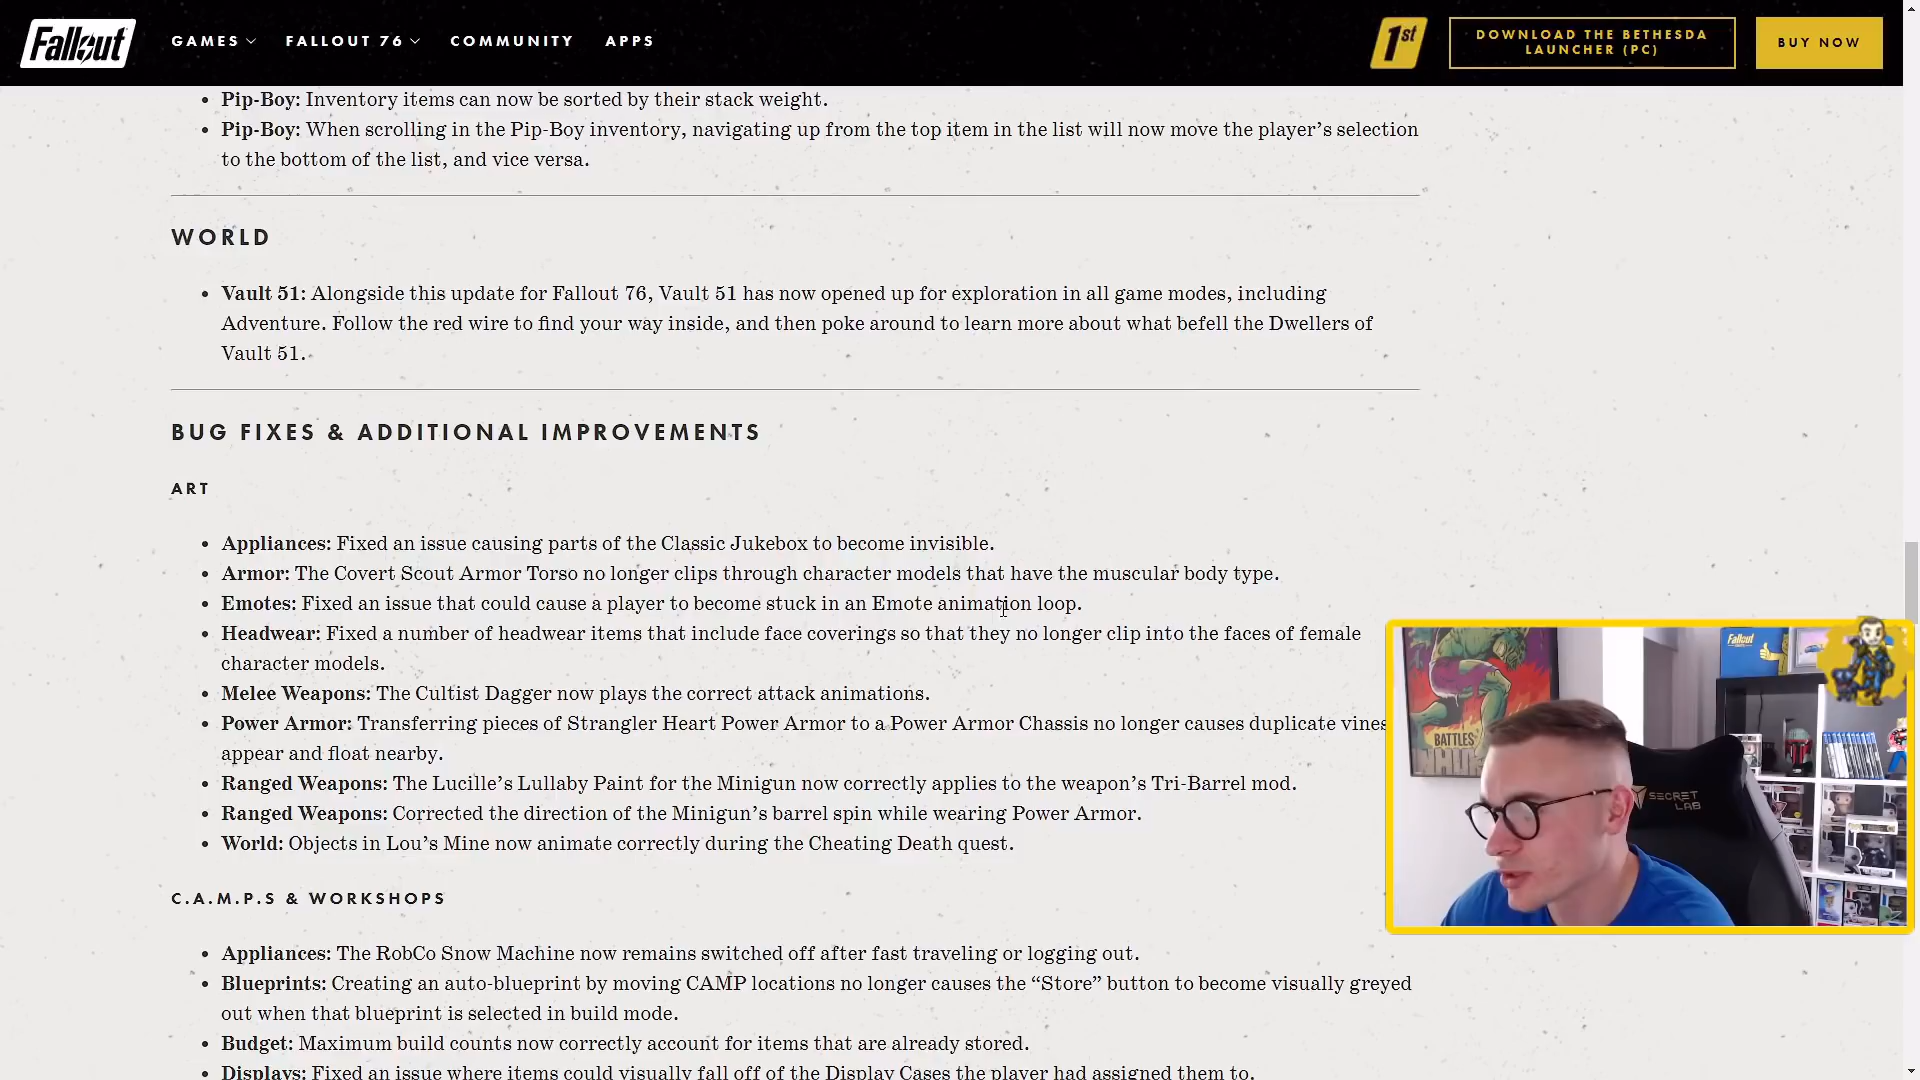 Fallout GAMES FALLOUT 76 COMMUNITY APPS 1st DOWNLOAD THE BETHESDA LAUNCHER (PC) BUY NOW
Pip-Boy: Inventory items can now be sorted by their stack weight.
Pip-Boy: When scrolling in the Pip-Boy inventory, navigating up from the top item in the list will now move the player’s selection
to the bottom of the list, and vice versa.
WORLD
Vault 51: Alongside this update for Fallout 76, Vault 51 has now opened up for exploration in all game modes, including
Adventure. Follow the red wire to find your way inside, and then poke around to learn more about what befell the Dwellers of
Vault 51.
BUG FIXES & ADDITIONAL IMPROVEMENTS
ART
Appliances: Fixed an issue causing parts of the Classic Jukebox to become invisible.
Armor: The Covert Scout Armor Torso no longer clips through character models that have the muscular body type.
Emotes: Fixed an issue that could cause a player to become stuck in an Emote animation loop.
Headwear: Fixed a number of headwear items that include face coverings so that they no longer clip into the faces of female
character models.
Melee Weapons: The Cultist Dagger now plays the correct attack animations.
Power Armor: Transferring pieces of Strangler Heart Power Armor to a Power Armor Chassis no longer causes duplicate vines
appear and float nearby.
Ranged Weapons: The Lucille’s Lullaby Paint for the Minigun now correctly applies to the weapon’s Tri-Barrel mod.
Ranged Weapons: Corrected the direction of the Minigun’s barrel spin while wearing Power Armor.
World: Objects in Lou’s Mine now animate correctly during the Cheating Death quest.
C.A.M.P.S & WORKSHOPS
Appliances: The RobCo Snow Machine now remains switched off after fast traveling or logging out.
Blueprints: Creating an auto-blueprint by moving CAMP locations no longer causes the “Store” button to become visually greyed
out when that blueprint is selected in build mode.
Budget: Maximum build counts now correctly account for items that are already stored.
Displays: Fixed an issue where items could visually fall off of the Display Cases the player had assigned them to.
Fallout
BATTLES
SECRET
LAB